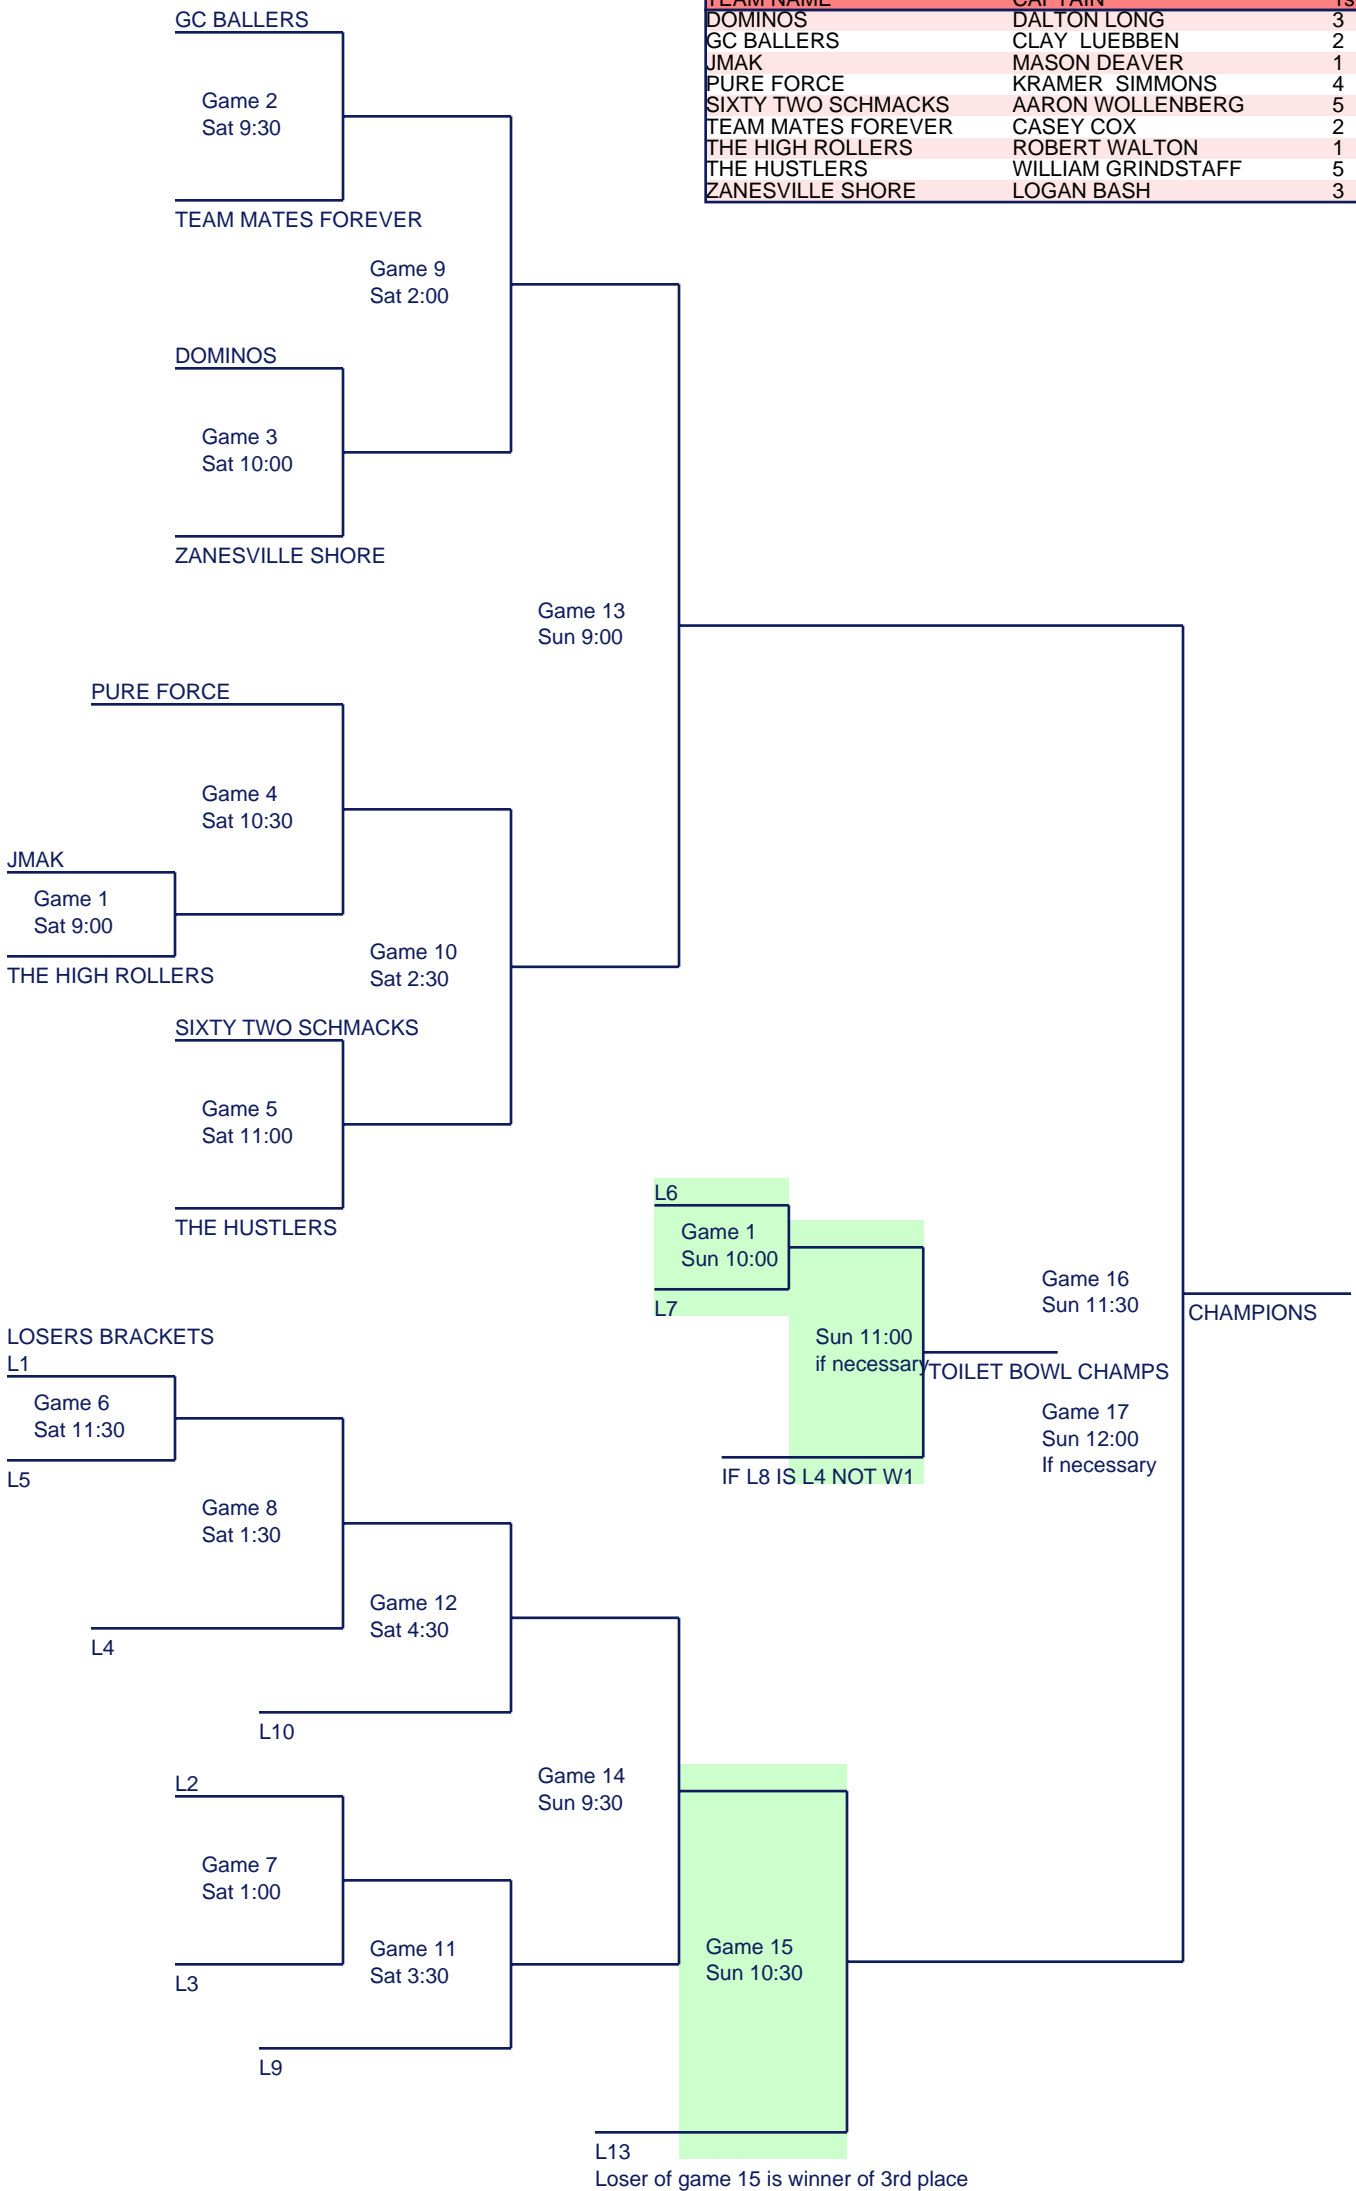 TEAM NAME CAPTAIN
DOMINOS DALTON LONG 3
GC BALLERS CLAY LUEBBEN 2
JMAK MASON DEAVER 1
PURE FORCE KRAMER SIMMONS 4
SIXTY TWO SCHMACKS AARON WOLLENBERG 5
TEAM MATES FOREVER CASEY COX 2
THE HIGH ROLLERS ROBERT WALTON 1
THE HUSTLERS WILLIAM GRINDSTAFF 5
ZANESVILLE SHORE LOGAN BASH 3
GC BALLERS
Game 2
Sat 9:30
TEAM MATES FOREVER
Game 9
Sat 2:00
DOMINOS
Game 3
Sat 10:00
ZANESVILLE SHORE
Game 13
Sun 9:00
PURE FORCE
Game 4
Sat 10:30
JMAK
Game 1
Sat 9:00
THE HIGH ROLLERS
Game 10
Sat 2:30
SIXTY TWO SCHMACKS
Game 5
Sat 11:00
THE HUSTLERS
L6
Game 1
Sun 10:00
L7
Sun 11:00
if necessary
TOILET BOWL CHAMPS
IF L8 IS L4 NOT W1
Game 16
Sun 11:30
CHAMPIONS
Game 17
Sun 12:00
If necessary
LOSERS BRACKETS
L1
Game 6
Sat 11:30
L5
Game 8
Sat 1:30
L4
Game 12
Sat 4:30
L10
Game 14
Sun 9:30
L2
Game 7
Sat 1:00
L3
Game 11
Sat 3:30
L9
Game 15
Sun 10:30
L13
Loser of game 15 is winner of 3rd place